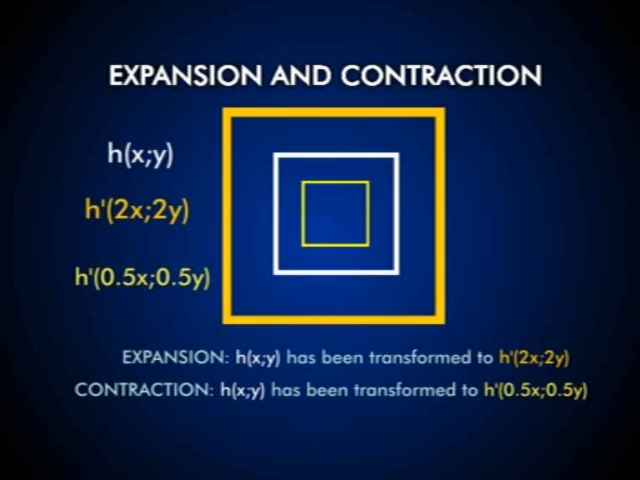 EXPANSION AND CONTRACTION
h(x;y)
h'(2x;2y)
h'(0.5x;0.5y)
EXPANSION: h(x;y) has been transformed to h'(2x;2y)
CONTRACTION: h(x;y) has been transformed to h'(0.5x;0.5y)